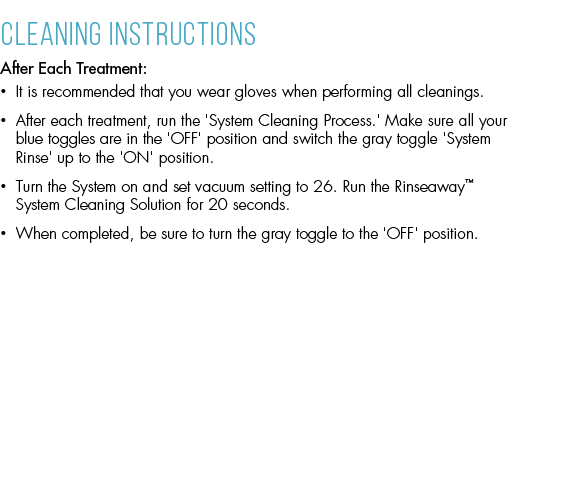 CLEANING INSTRUCTIONS
After Each Treatment:
• It is recommended that you wear gloves when performing all cleanings.
• After each treatment, run the 'System Cleaning Process.' Make sure all your
blue toggles are in the 'OFF' position and switch the gray toggle 'System
Rinse' up to the 'ON' position.
• Turn the System on and set vacuum setting to 26. Run the Rinseaway™
System Cleaning Solution for 20 seconds.
• When completed, be sure to turn the gray toggle to the 'OFF' position.